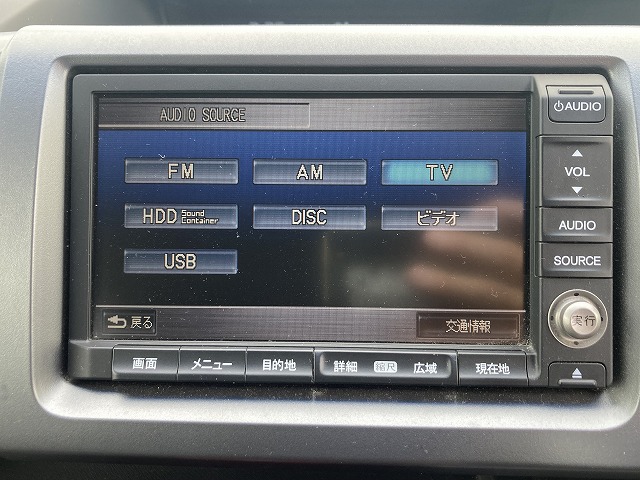 AUDIO SOURCE
FM AM TV
HDD Sound Container DISC ビデオ
USB
戻る 交通情報
AUDIO
VOL
AUDIO
SOURCE
実行
画面 メニュー 目的地 詳細 縮尺 広域 現在地